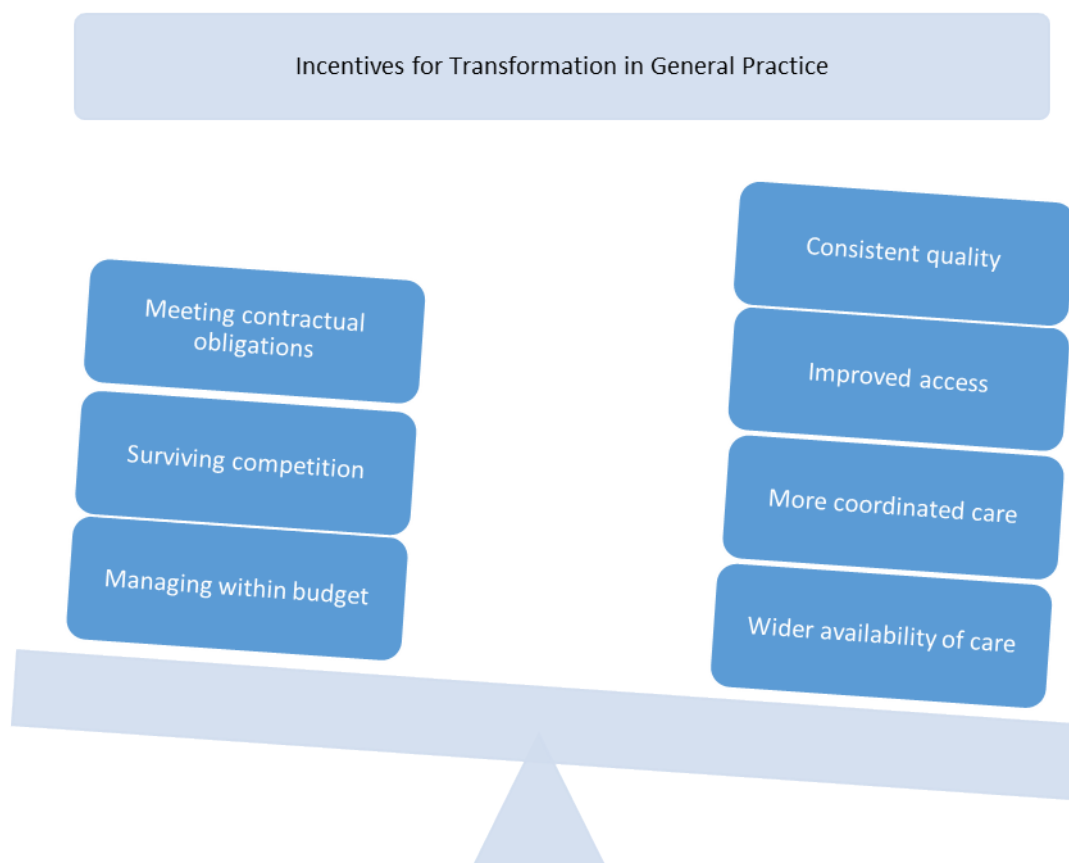 Incentives for Transformation in General Practice
Meeting contractual
obligations
Surviving competition
Managing within budget
Consistent quality
Improved access
More coordinated care
Wider availability of care